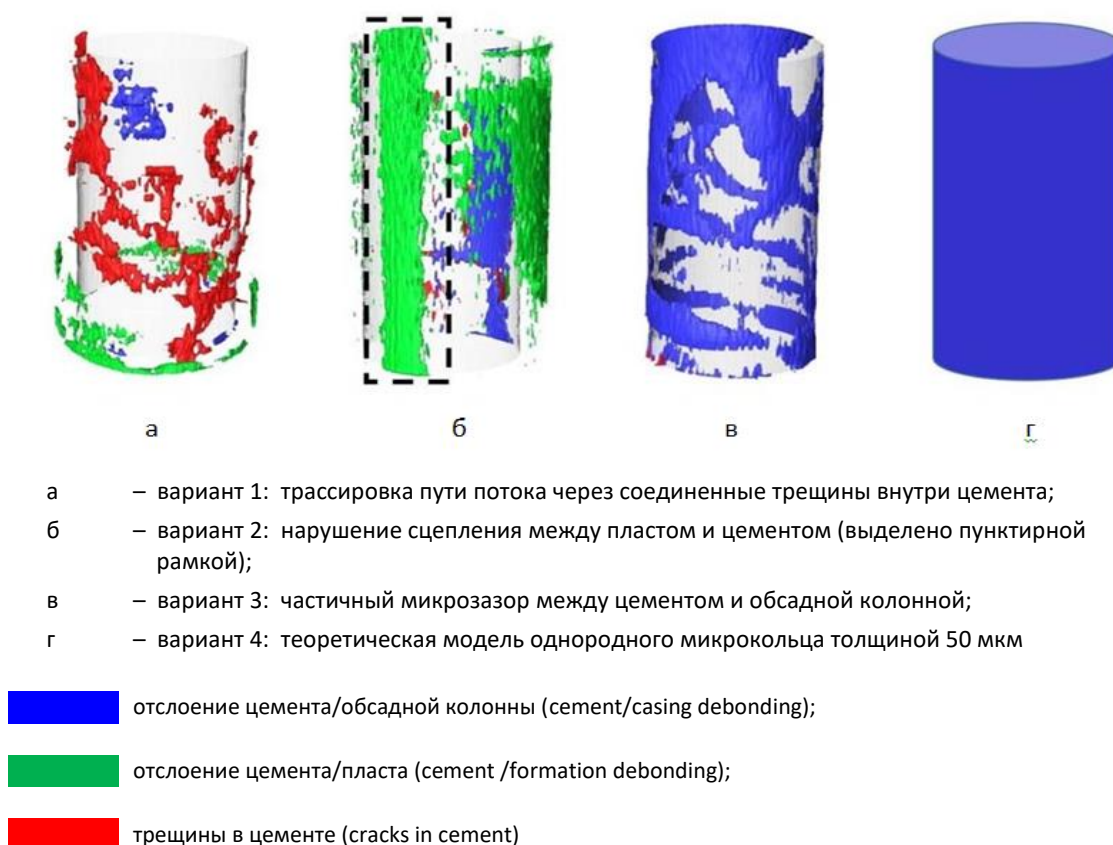 а
б
в
г
а – вариант 1: трассировка пути потока через соединенные трещины внутри цемента;
б – вариант 2: нарушение сцепления между пластом и цементом (выделено пунктирной
рамкой);
в – вариант 3: частичный микрозазор между цементом и обсадной колонной;
г – вариант 4: теоретическая модель однородного микрокольца толщиной 50 мкм
отслоение цемента/обсадной колонны (cement/casing debonding);
отслоение цемента/пласта (cement /formation debonding);
трещины в цементе (cracks in cement)